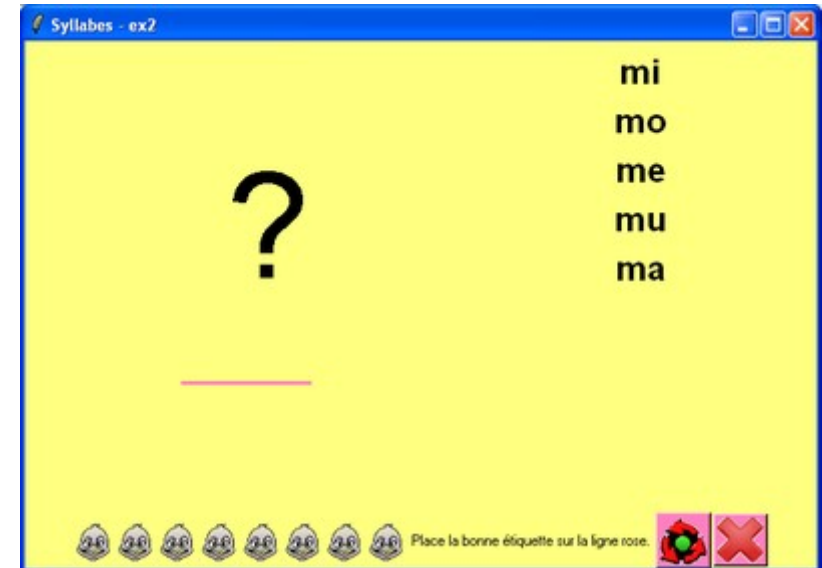 Syllabes - ex2
mi
mo
me
mu
ma
?
Place la bonne étiquette sur la ligne rose.